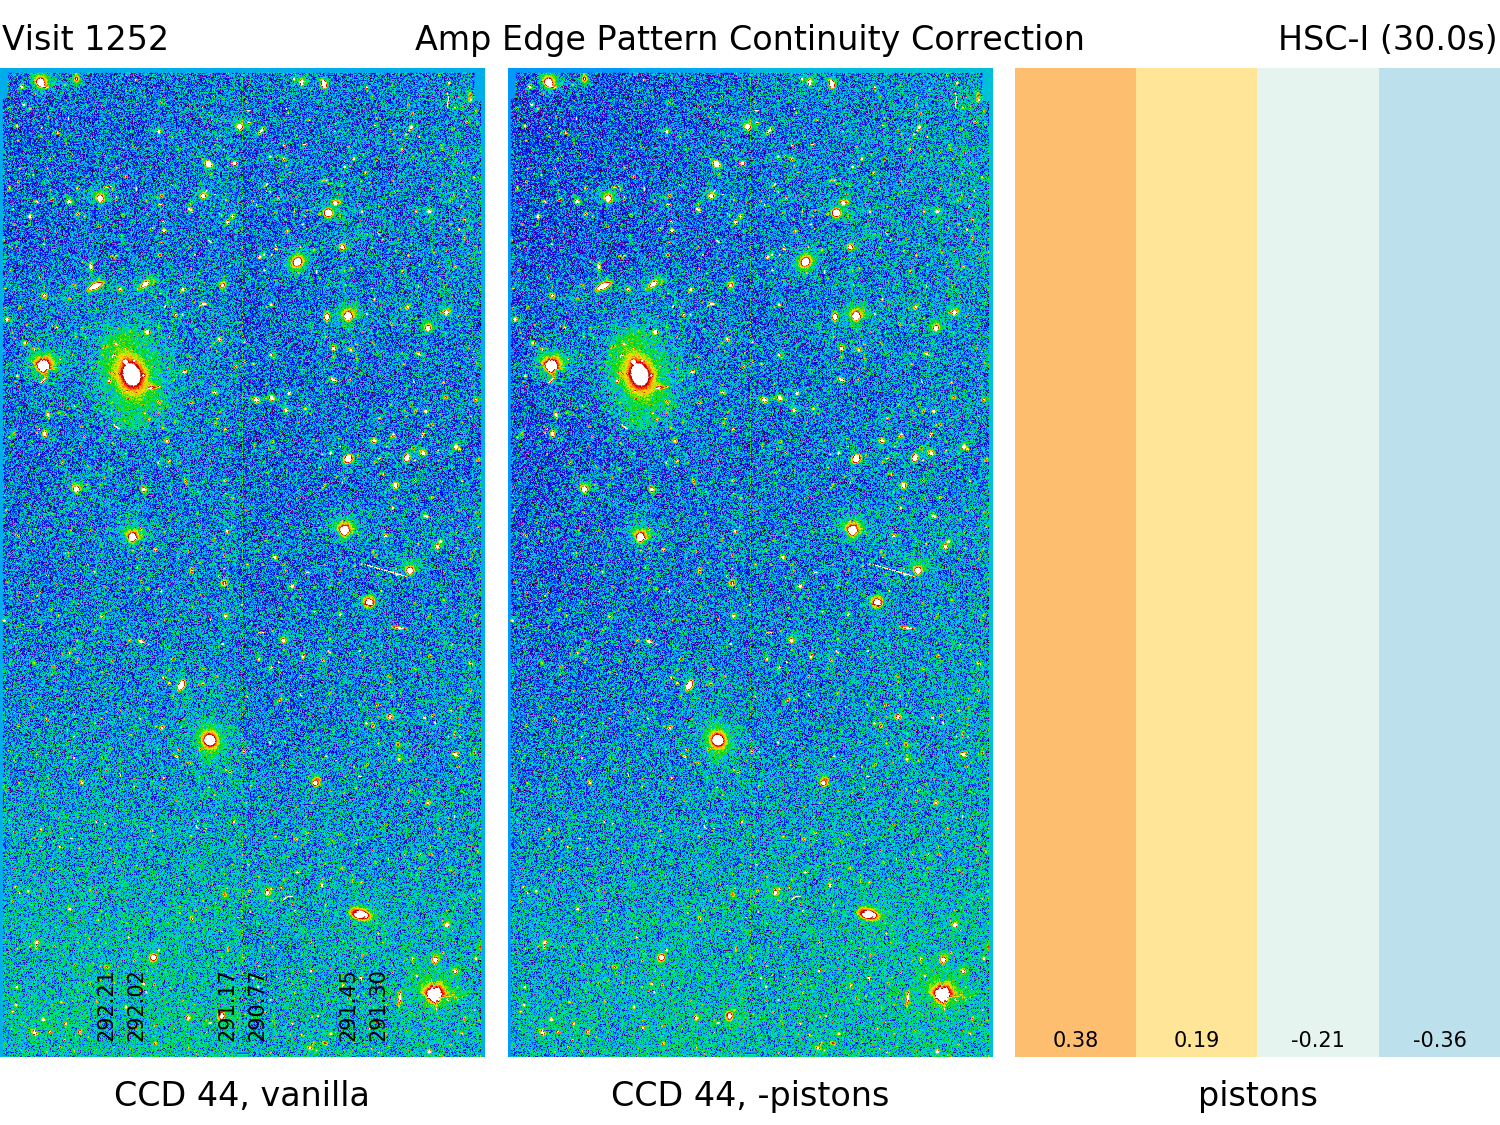 Visit 1252
Amp Edge Pattern Continuity Correction
HSC-I (30.0s)
292.21
292.02
291.17
290.77
291.45
291.30
0.38
0.19
-0.21
-0.36
CCD 44, vanilla
CCD 44, -pistons
pistons